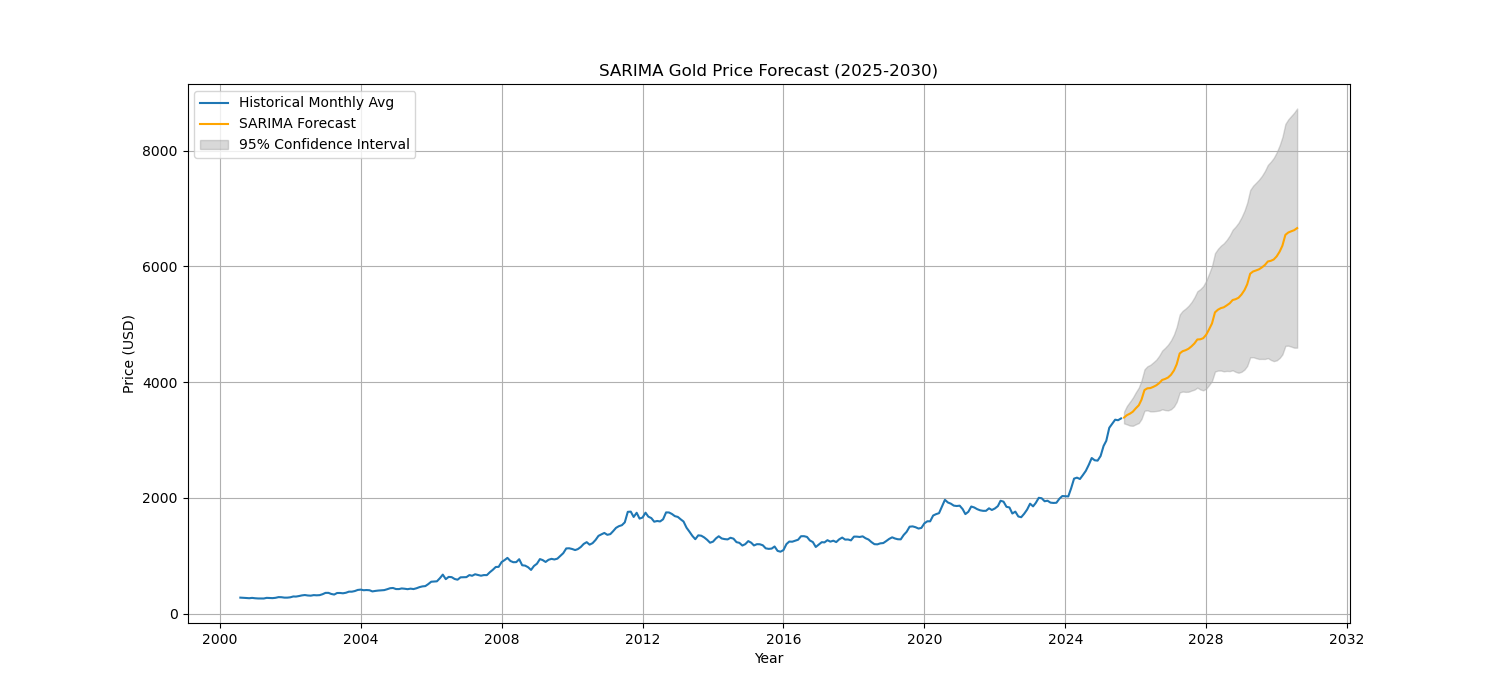 SARIMA Gold Price Forecast (2025-2030)
Historical Monthly Avg
SARIMA Forecast
95% Confidence Interval
Price (USD)
8000
6000
4000
2000
0
2000 2004 2008 2012 2016 2020 2024 2028 2032
Year